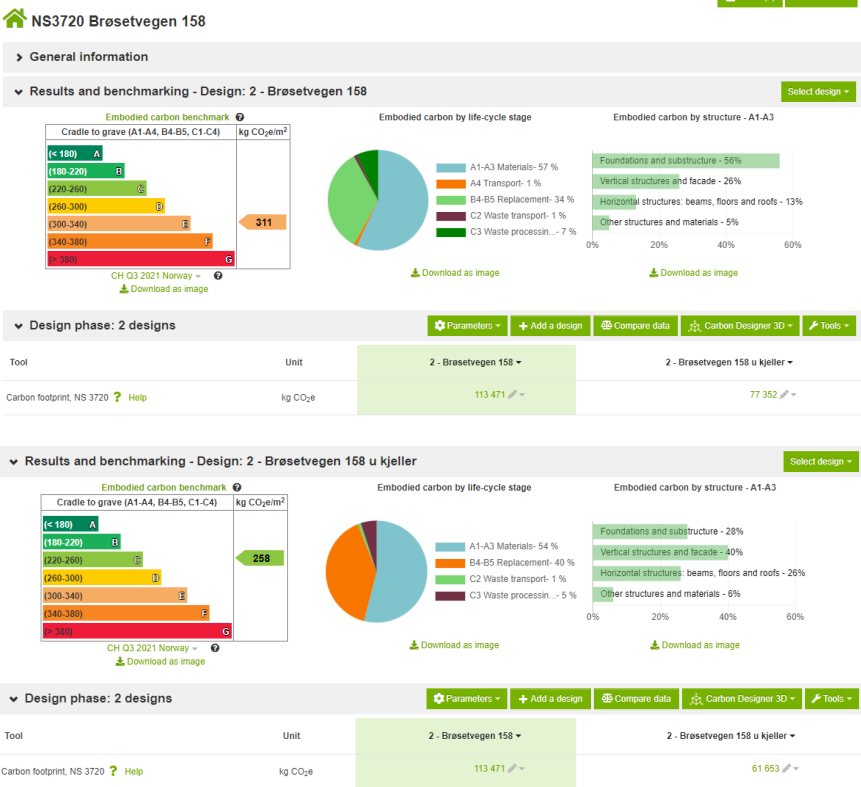 NS3720 Brøsetvegen 158
General information
Results and benchmarking - Design: 2 - Brøsetvegen 158
Select design
Embodied carbon benchmark
Cradle to grave (A1-A4, B4-B5, C1-C4) kg CO₂e/m²
(< 180) A
(180-220) B
(220-260) C
(260-300) D
(300-340) E
(340-380) F
(> 380) G
311
CH Q3 2021 Norway
Download as image
Embodied carbon by life-cycle stage
A1-A3 Materials- 57 %
A4 Transport- 1 %
B4-B5 Replacement- 34 %
C2 Waste transport- 1 %
C3 Waste processin...- 7 %
Download as image
Embodied carbon by structure - A1-A3
Foundations and substructure - 56%
Vertical structures and facade - 26%
Horizontal structures: beams, floors and roofs - 13%
Other structures and materials - 5%
0% 20% 40% 60%
Download as image
Design phase: 2 designs
Parameters
Add a design
Compare data
Carbon Designer 3D
Tools
Tool Unit 2 - Brøsetvegen 158 2 - Brøsetvegen 158 u kjeller
Carbon footprint, NS 3720 ? Help kg CO₂e 113 471 77 352
Results and benchmarking - Design: 2 - Brøsetvegen 158 u kjeller
Select design
Embodied carbon benchmark
Cradle to grave (A1-A4, B4-B5, C1-C4) kg CO₂e/m²
(< 180) A
(180-220) B
(220-260) C
(260-300) D
(300-340) E
(340-380) F
(> 380) G
258
CH Q3 2021 Norway
Download as image
Embodied carbon by life-cycle stage
A1-A3 Materials- 54 %
B4-B5 Replacement- 40 %
C2 Waste transport- 1 %
C3 Waste processin...- 5 %
Download as image
Embodied carbon by structure - A1-A3
Foundations and substructure - 28%
Vertical structures and facade - 40%
Horizontal structures: beams, floors and roofs - 26%
Other structures and materials - 6%
0% 20% 40% 60%
Download as image
Design phase: 2 designs
Parameters
Add a design
Compare data
Carbon Designer 3D
Tools
Tool Unit 2 - Brøsetvegen 158 2 - Brøsetvegen 158 u kjeller
Carbon footprint, NS 3720 ? Help kg CO₂e 113 471 61 653